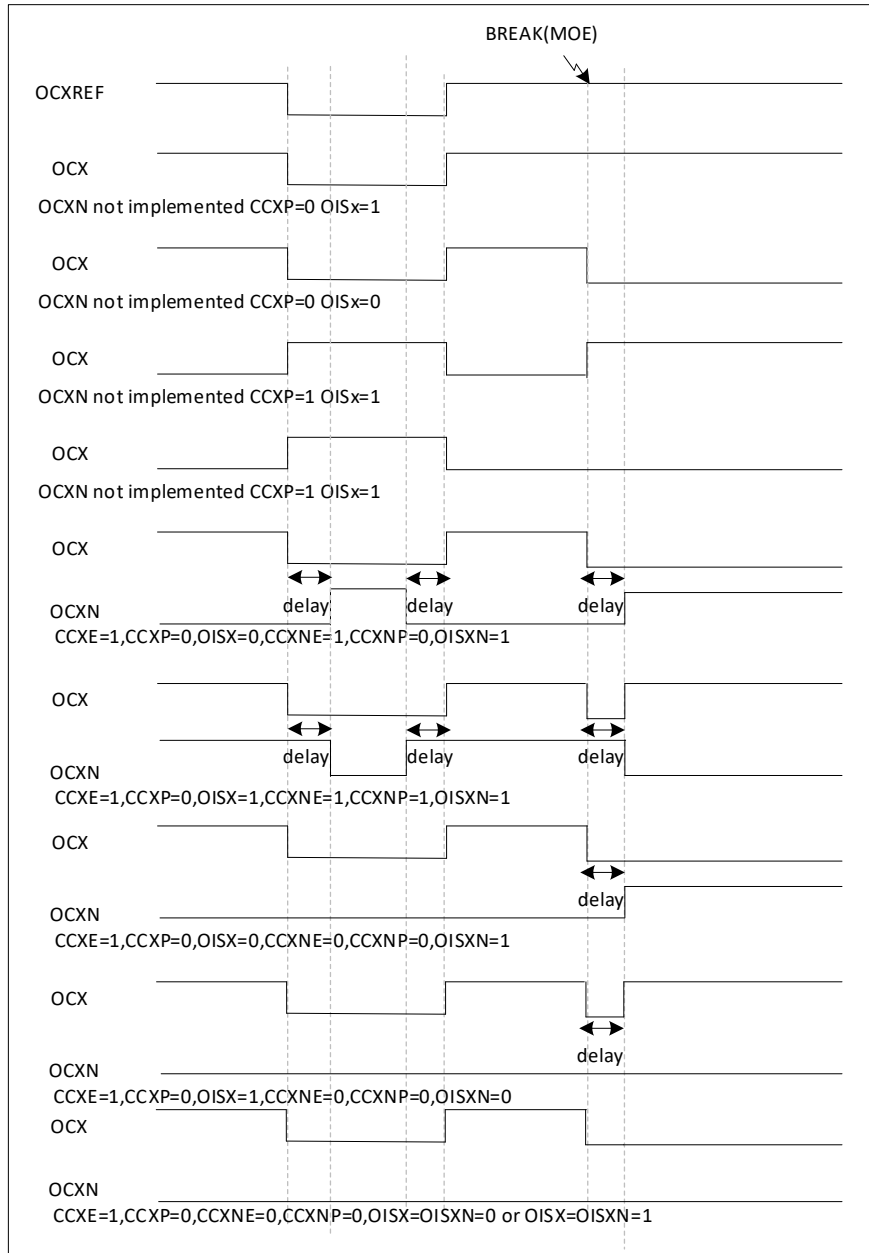 BREAK(MOE)
OCXREF
OCX
OCXN not implemented CCXP=0 OISx=1
OCX
OCXN not implemented CCXP=0 OISx=0
OCX
OCXN not implemented CCXP=1 OISx=1
OCX
OCXN not implemented CCXP=1 OISx=1
OCX
delay delay delay
OCXN
CCXE=1,CCXP=0,OISX=0,CCXNE=1,CCXNP=0,OISXN=1
OCX
delay delay delay
OCXN
CCXE=1,CCXP=0,OISX=1,CCXNE=1,CCXNP=1,OISXN=1
OCX
delay
OCXN
CCXE=1,CCXP=0,OISX=0,CCXNE=0,CCXNP=0,OISXN=1
OCX
delay
OCXN
CCXE=1,CCXP=0,OISX=1,CCXNE=0,CCXNP=0,OISXN=0
OCX
OCXN
CCXE=1,CCXP=0,CCXNE=0,CCXNP=0,OISX=OISXN=0 or OISX=OISXN=1